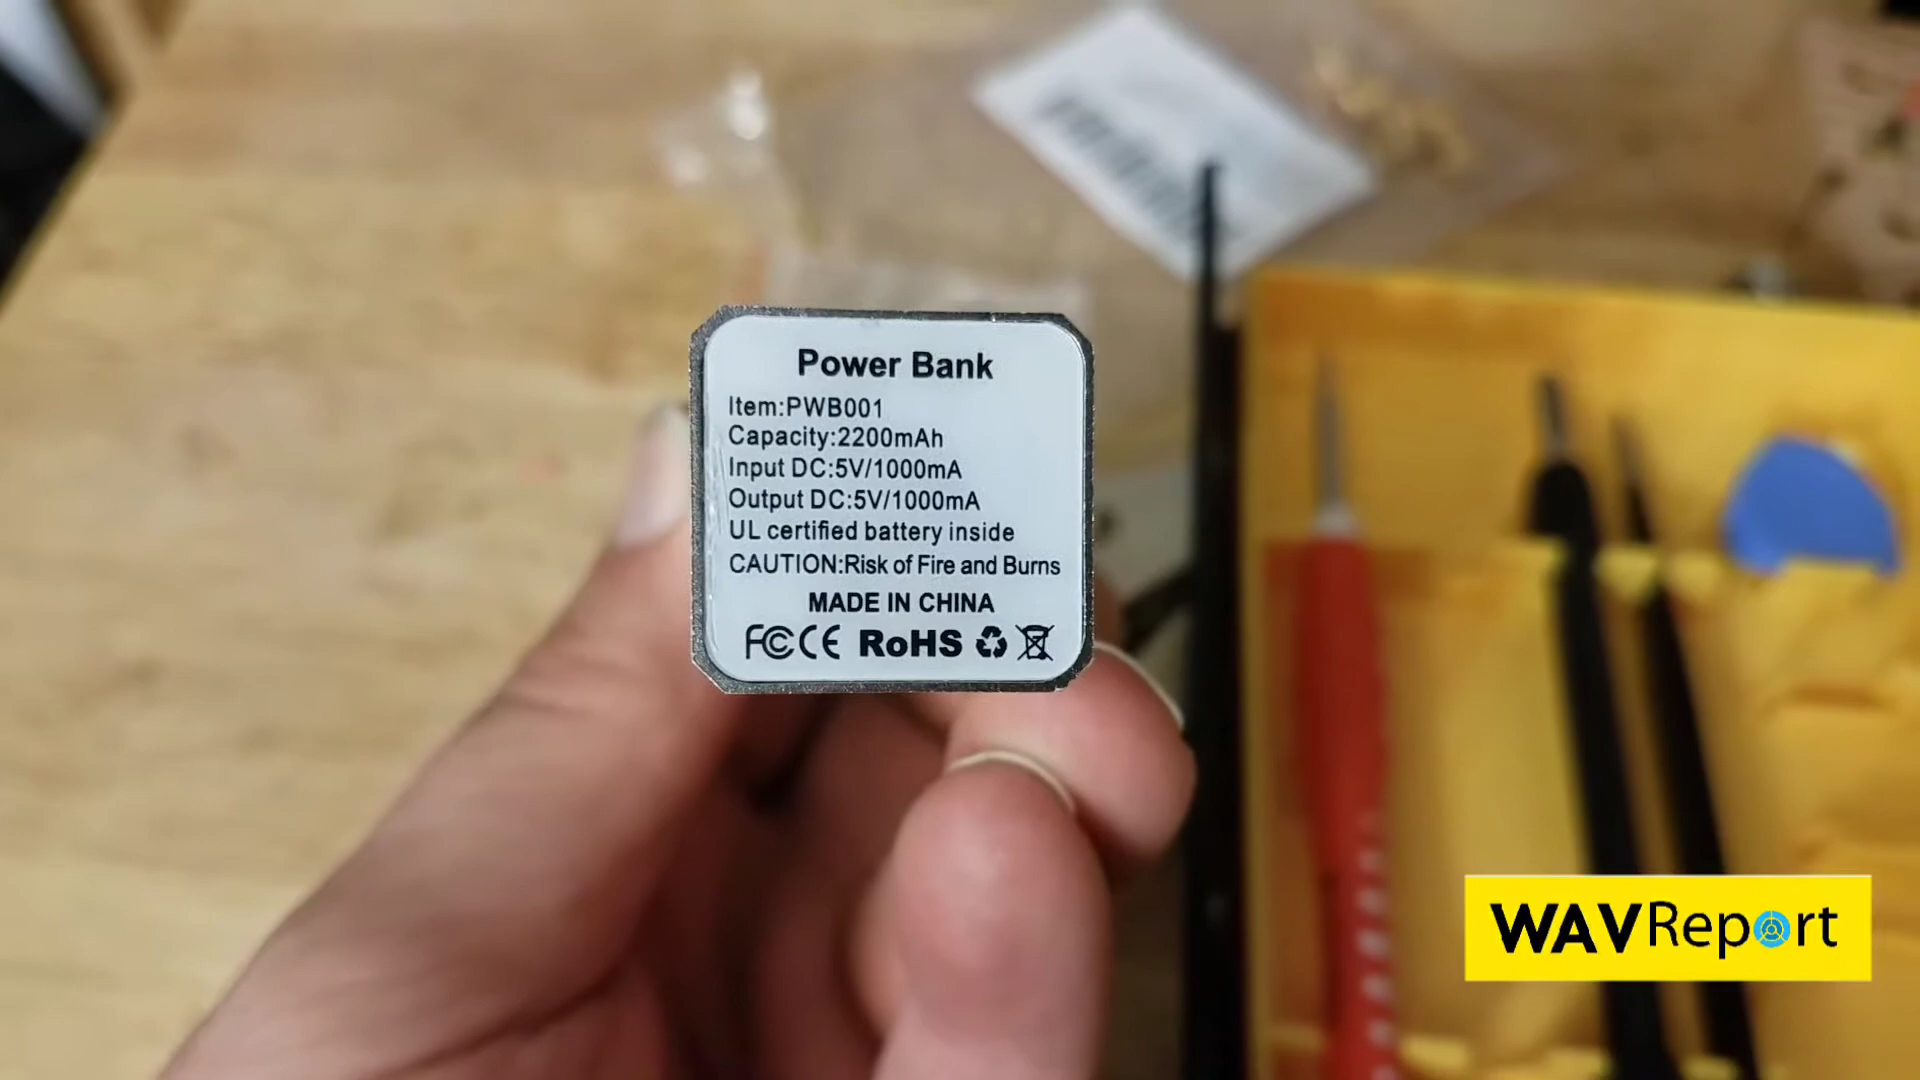 Power Bank
Item:PWB001
Capacity:2200mAh
Input DC:5V/1000mA
Output DC:5V/1000mA
UL certified battery inside
CAUTION:Risk of Fire and Burns
MADE IN CHINA
FC CE RoHS
WAVReport